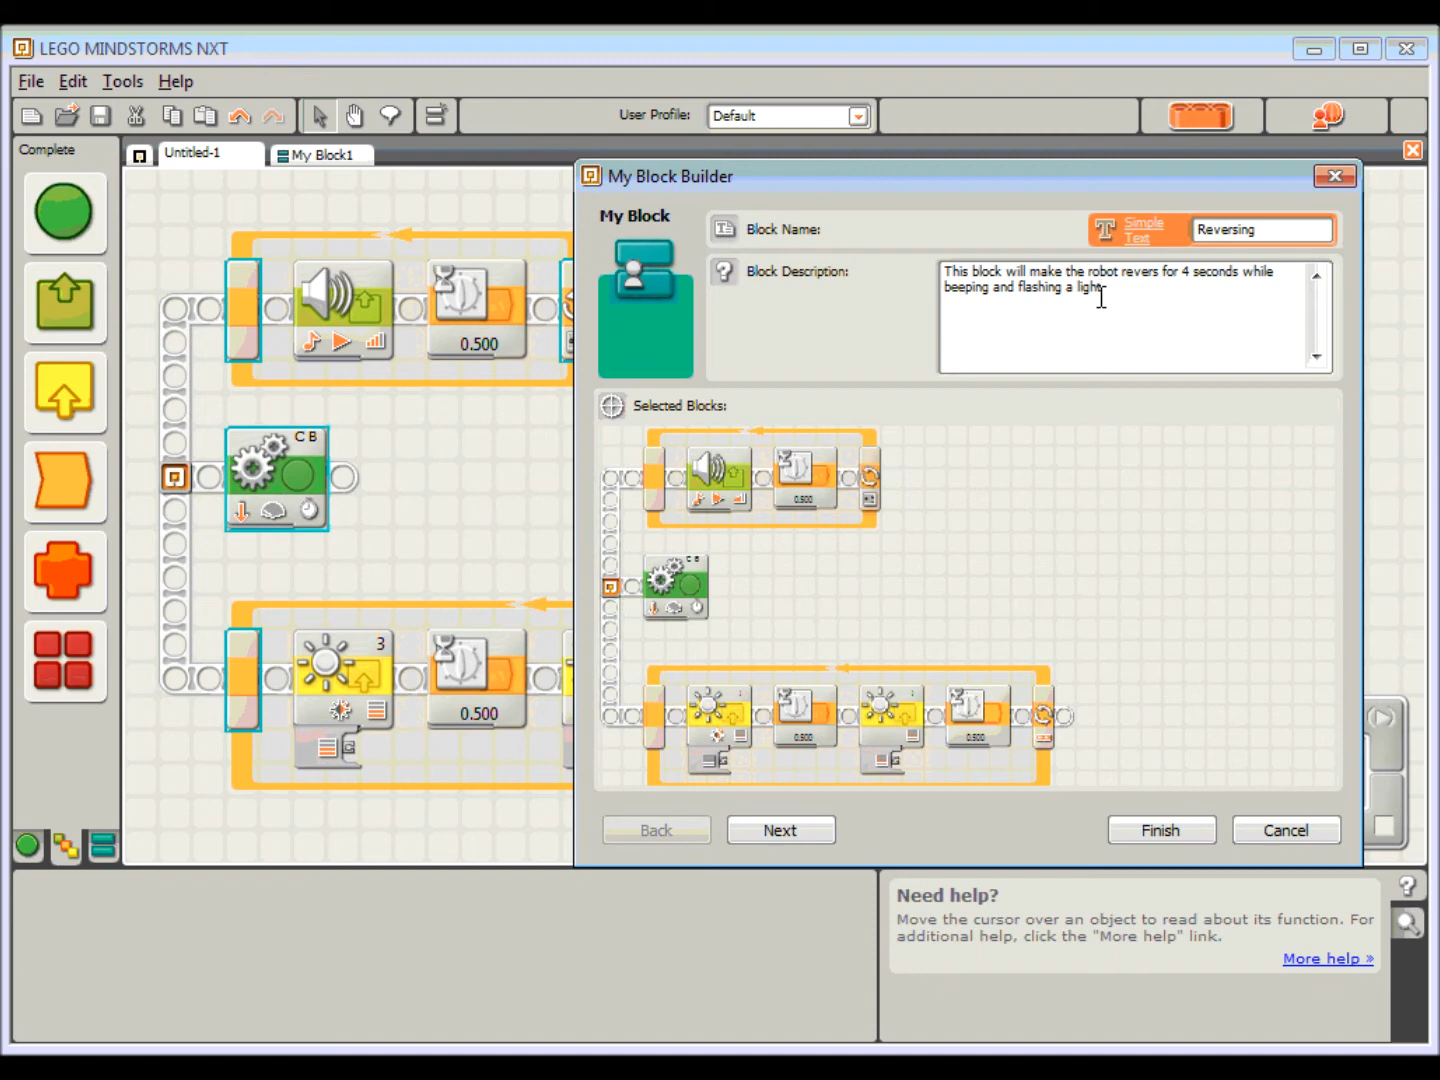 LEGO MINDSTORMS NXT
File Edit Tools Help
User Profile: Default
Complete
Untitled-1 My Block1
My Block Builder
My Block
Block Name: Simple Text Reversing
Block Description:
This block will make the robot revers for 4 seconds while
beeping and flashing a light.
0.500
C B
3
0.500
Selected Blocks:
0.500
C B
0.500
0.500
Back Next Finish Cancel
Need help?
Move the cursor over an object to read about its function. For
additional help, click the "More help" link.
More help »